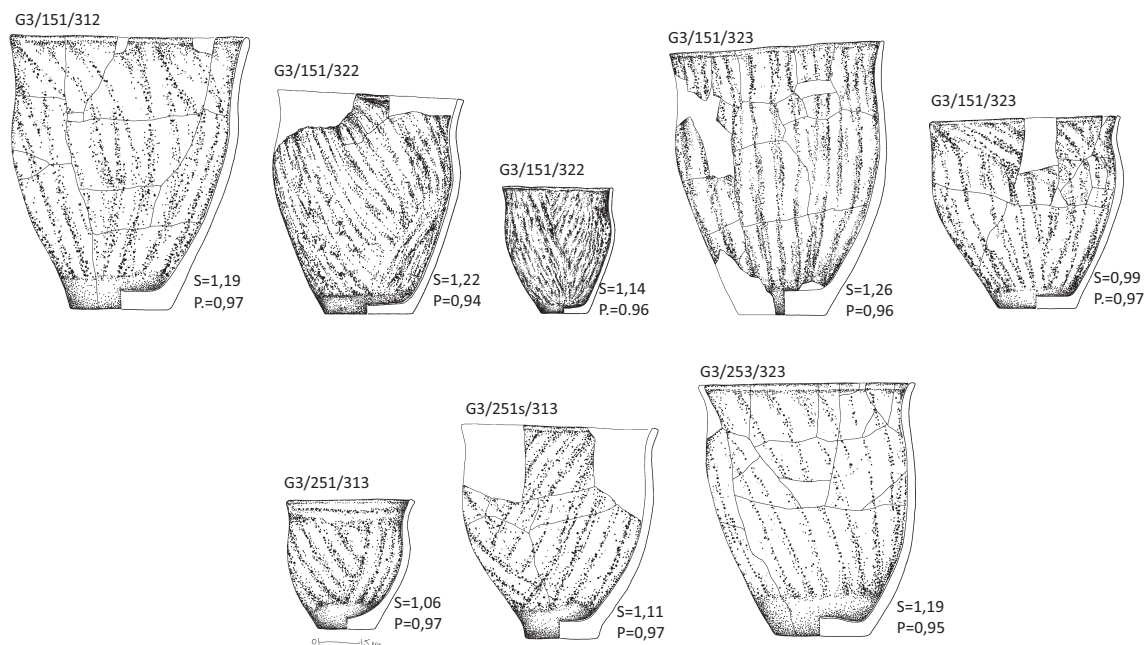 G3/151/312
S=1,19
P.=0,97
G3/151/322
S=1,22
P=0,94
G3/151/322
S=1,14
P.=0.96
G3/151/323
S=1,26
P=0,96
G3/151/323
S=0,99
P=0,97
G3/251/313
S=1,06
P=0,97
G3/251s/313
S=1,11
P=0,97
G3/253/323
S=1,19
P=0,95